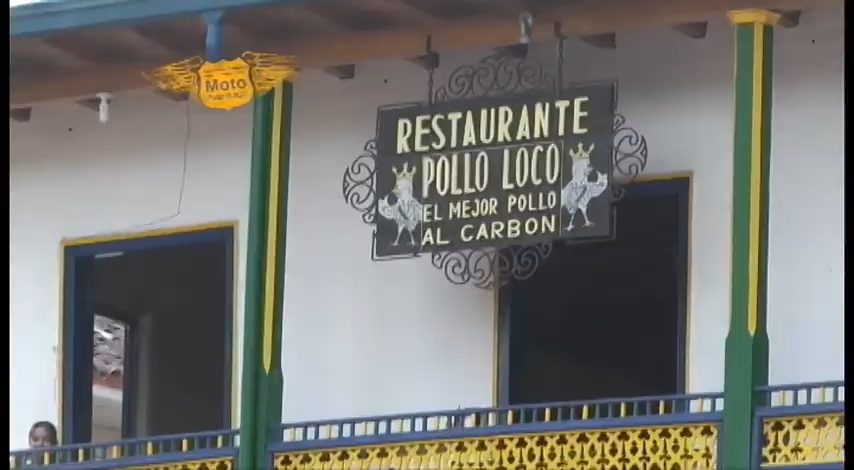 Moto
RESTAURANTE
POLLO LOCO
EL MEJOR POLLO
AL CARBON